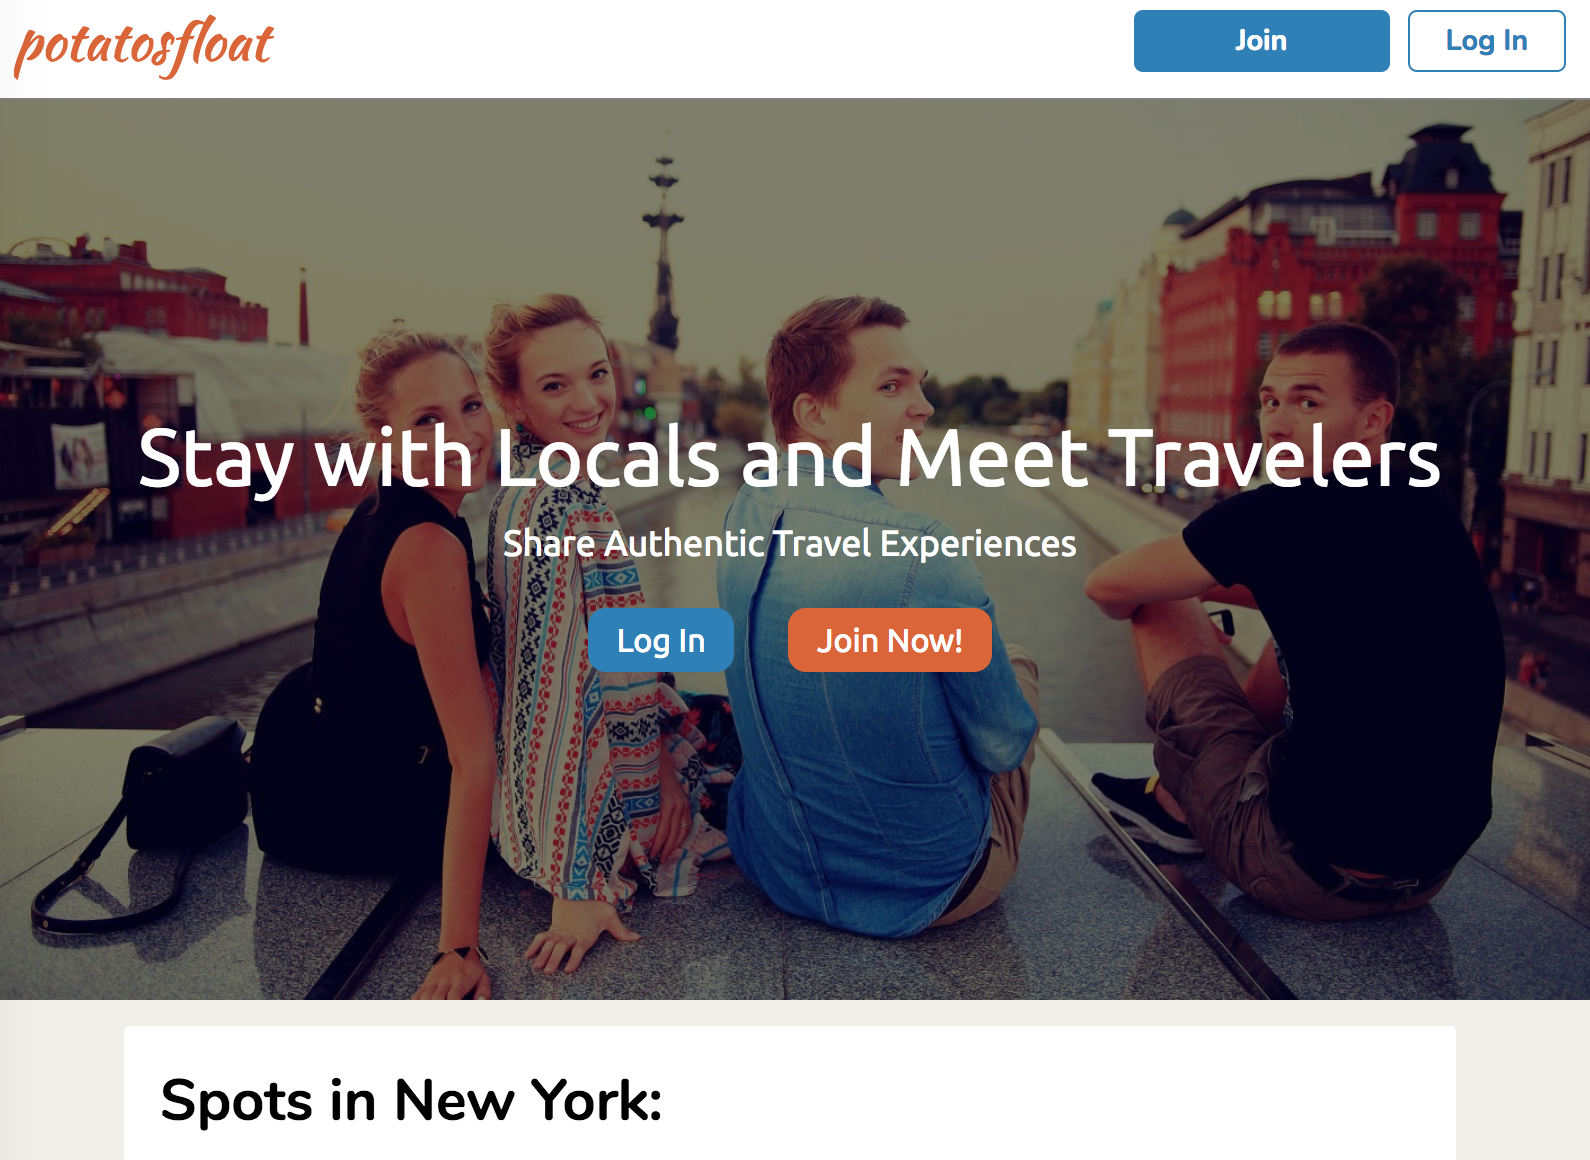 potatosfloat
Join
Log In
Stay with Locals and Meet Travelers
Share Authentic Travel Experiences
Log In
Join Now!
Spots in New York: